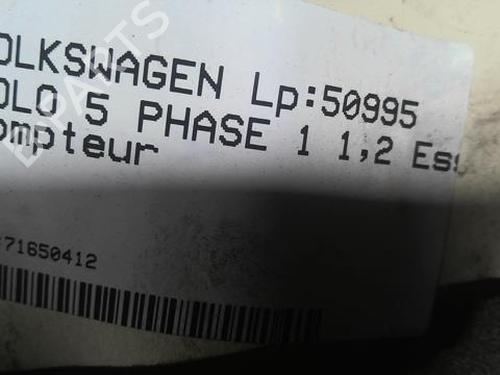 OLKSWAGEN Lp:50995
OLO 5 PHASE 1 1,2 Ess
ompteur
71650412